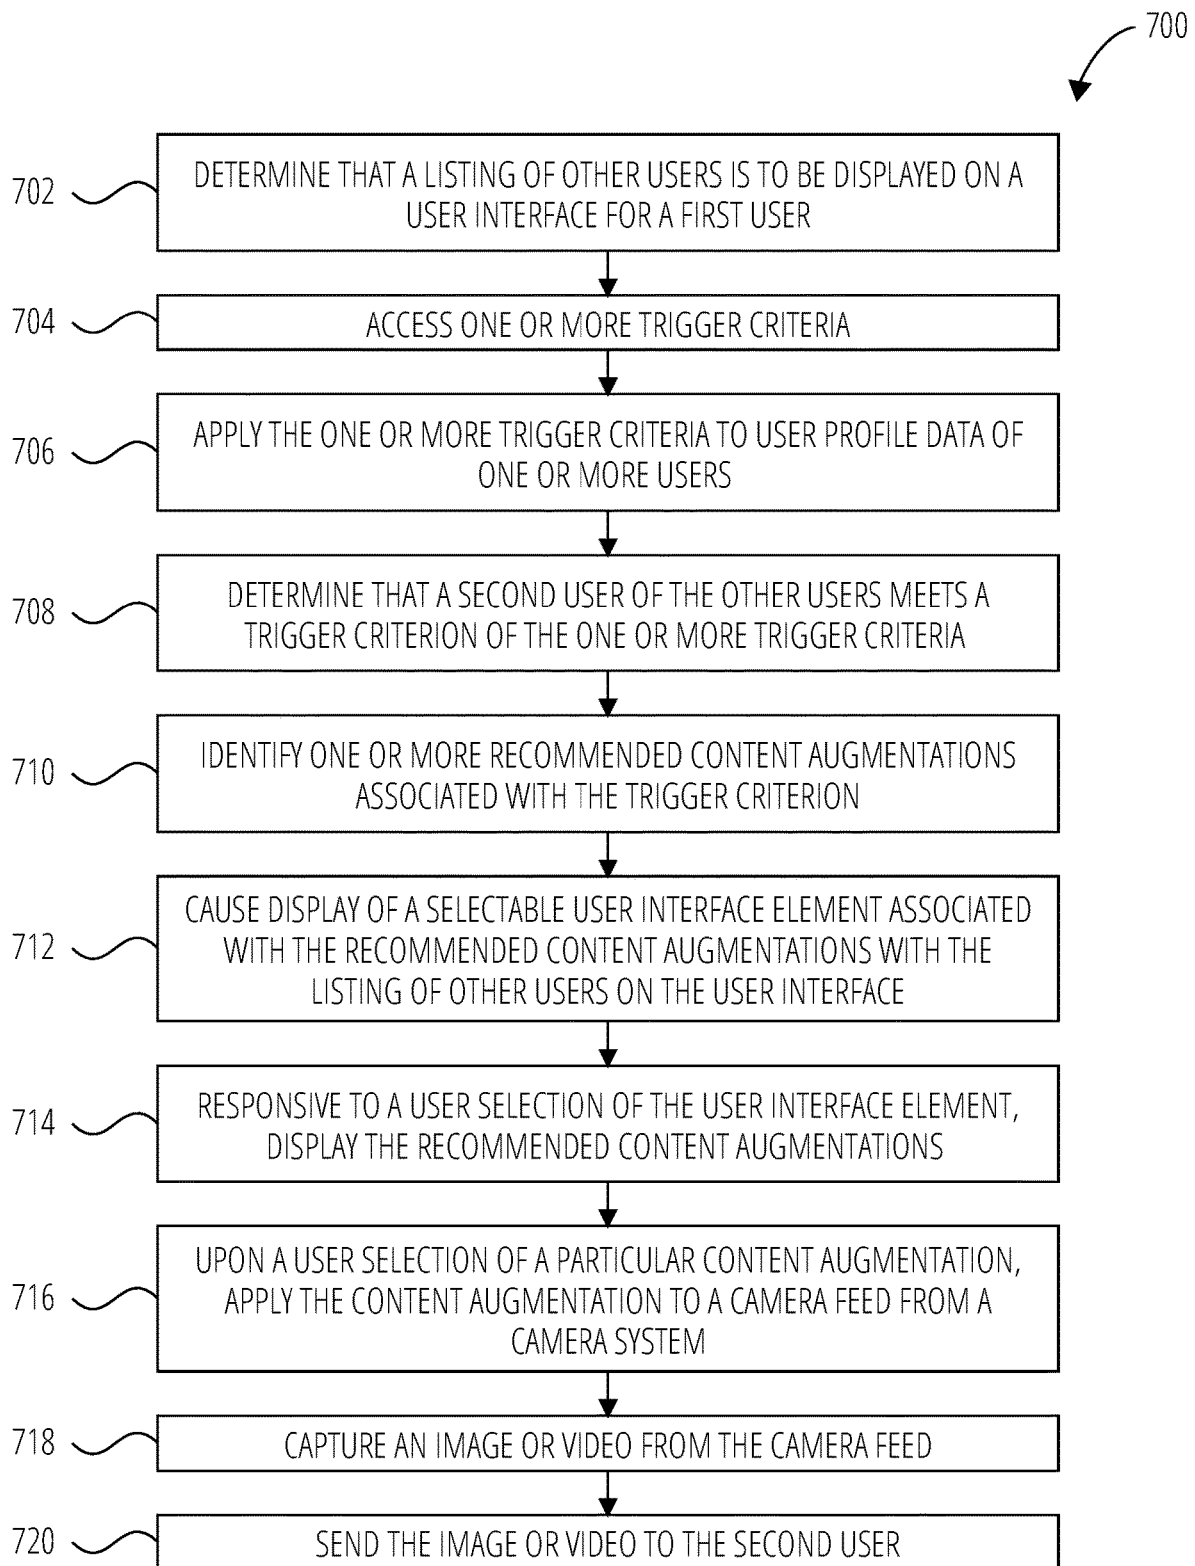 700
702
DETERMINE THAT A LISTING OF OTHER USERS IS TO BE DISPLAYED ON A
USER INTERFACE FOR A FIRST USER
704
ACCESS ONE OR MORE TRIGGER CRITERIA
706
APPLY THE ONE OR MORE TRIGGER CRITERIA TO USER PROFILE DATA OF
ONE OR MORE USERS
708
DETERMINE THAT A SECOND USER OF THE OTHER USERS MEETS A
TRIGGER CRITERION OF THE ONE OR MORE TRIGGER CRITERIA
710
IDENTIFY ONE OR MORE RECOMMENDED CONTENT AUGMENTATIONS
ASSOCIATED WITH THE TRIGGER CRITERION
712
CAUSE DISPLAY OF A SELECTABLE USER INTERFACE ELEMENT ASSOCIATED
WITH THE RECOMMENDED CONTENT AUGMENTATIONS WITH THE
LISTING OF OTHER USERS ON THE USER INTERFACE
714
RESPONSIVE TO A USER SELECTION OF THE USER INTERFACE ELEMENT,
DISPLAY THE RECOMMENDED CONTENT AUGMENTATIONS
716
UPON A USER SELECTION OF A PARTICULAR CONTENT AUGMENTATION,
APPLY THE CONTENT AUGMENTATION TO A CAMERA FEED FROM A
CAMERA SYSTEM
718
CAPTURE AN IMAGE OR VIDEO FROM THE CAMERA FEED
720
SEND THE IMAGE OR VIDEO TO THE SECOND USER